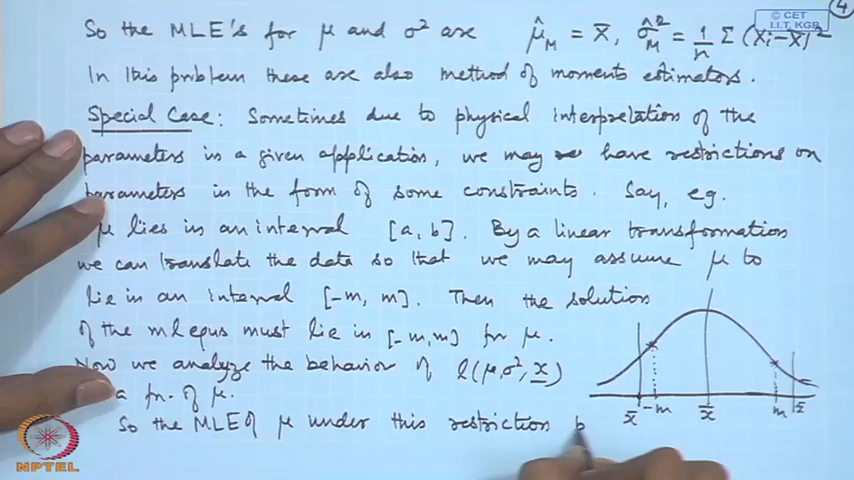 4
© CET
I.I.T. KGP
So the MLE's for μ and σ² are μ̂_M = X̄, σ̂²_M = 1/n Σ (Xi - X̄)²
In this problem these are also method of moments estimators.
Special Case: Sometimes due to physical interpretation of the
parameters in a given application, we may have restrictions on
parameters in the form of some constraints. Say, eg.
μ lies in an interval [a, b]. By a linear transformation
we can translate the data so that we may assume μ to
lie in an interval [-m, m]. Then the solution
of the ml eqns must lie in [-m, m] for μ.
Now we analyze the behavior of l(μ, σ², x)
a fn. of μ.
x̄ -m x̄ m x̄
So the MLE of μ under this restriction b
NPTEL